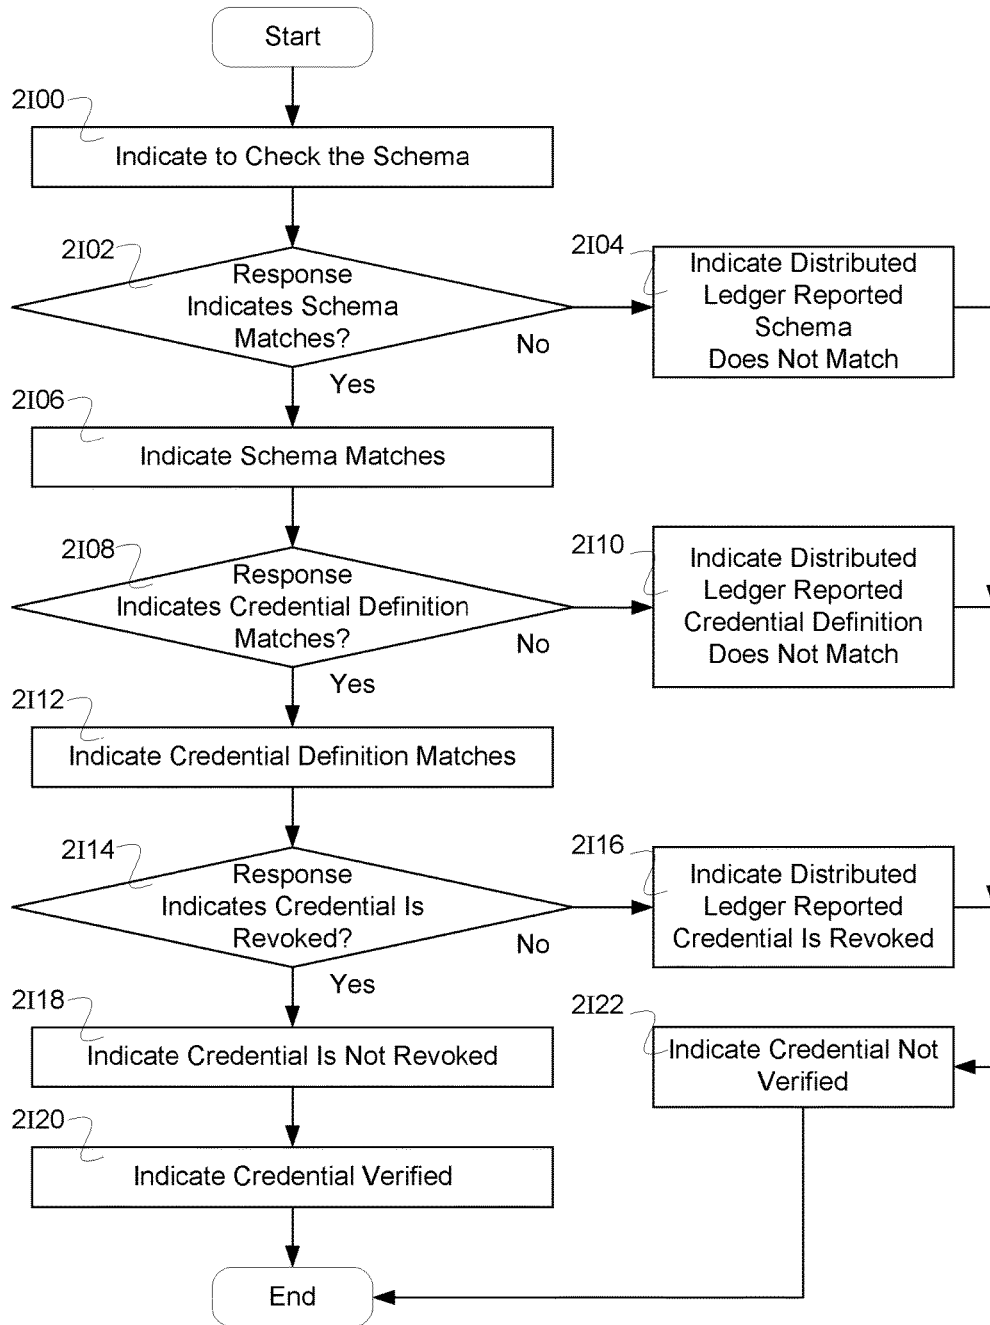 Start
2I00
Indicate to Check the Schema
2I02
Response
Indicates Schema
Matches?
No
Yes
2I04
Indicate Distributed
Ledger Reported
Schema
Does Not Match
2I06
Indicate Schema Matches
2I08
Response
Indicates Credential Definition
Matches?
No
Yes
2I10
Indicate Distributed
Ledger Reported
Credential Definition
Does Not Match
2I12
Indicate Credential Definition Matches
2I14
Response
Indicates Credential Is
Revoked?
No
Yes
2I16
Indicate Distributed
Ledger Reported
Credential Is Revoked
2I18
Indicate Credential Is Not Revoked
2I22
Indicate Credential Not
Verified
2I20
Indicate Credential Verified
End